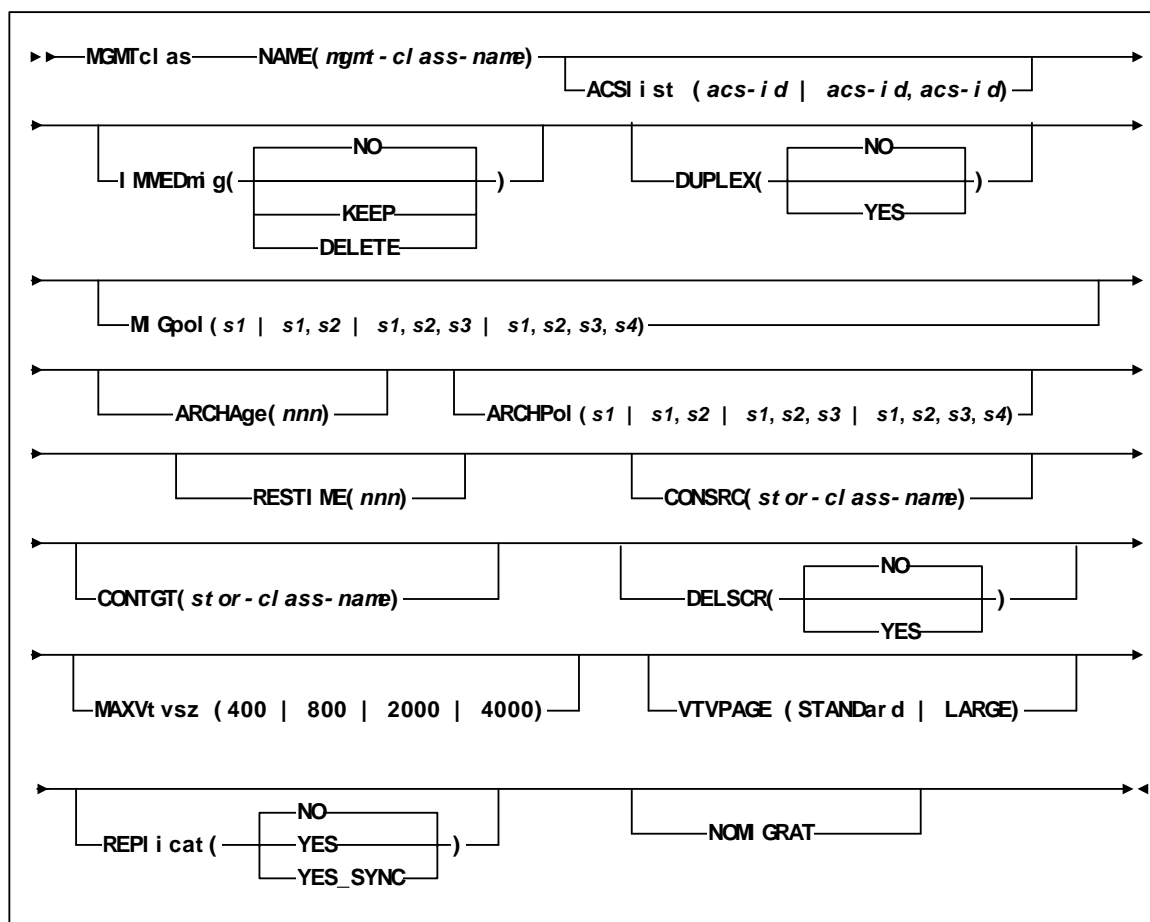 MGMTclas NAME(mgmt-class-name)
ACSlist (acs-id | acs-id,acs-id)
NO
IMMEDmig( )
KEEP
DELETE
NO
DUPLEX( )
YES
MIGpol(s1 | s1,s2 | s1,s2,s3 | s1,s2,s3,s4)
ARCHAge(nnn) ARCHPol(s1 | s1,s2 | s1,s2,s3 | s1,s2,s3,s4)
RESTIME(nnn) CONSRC(stor-class-name)
NO
CONTGT(stor-class-name) DELSCR( )
YES
MAXVtvsz (400 | 800 | 2000 | 4000) VTVPAGE (STANDard | LARGE)
NO
REPlicat( YES )
YES_SYNC
NOMIGRAT